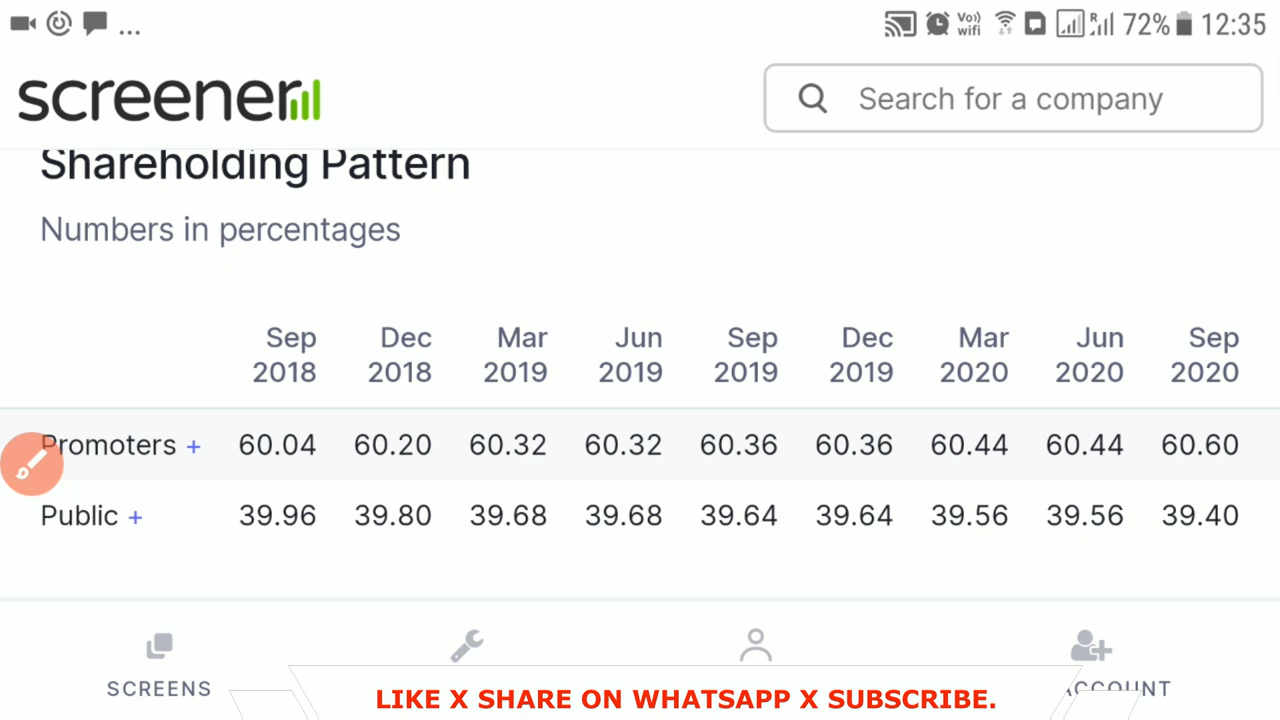 ... Vo)) wifi R 72% 12:35
screener Search for a company
Shareholding Pattern
Numbers in percentages
Sep Dec Mar Jun Sep Dec Mar Jun Sep
2018 2018 2019 2019 2019 2019 2020 2020 2020
Promoters + 60.04 60.20 60.32 60.32 60.36 60.36 60.44 60.44 60.60
Public + 39.96 39.80 39.68 39.68 39.64 39.64 39.56 39.56 39.40
SCREENS ACCOUNT
LIKE X SHARE ON WHATSAPP X SUBSCRIBE.